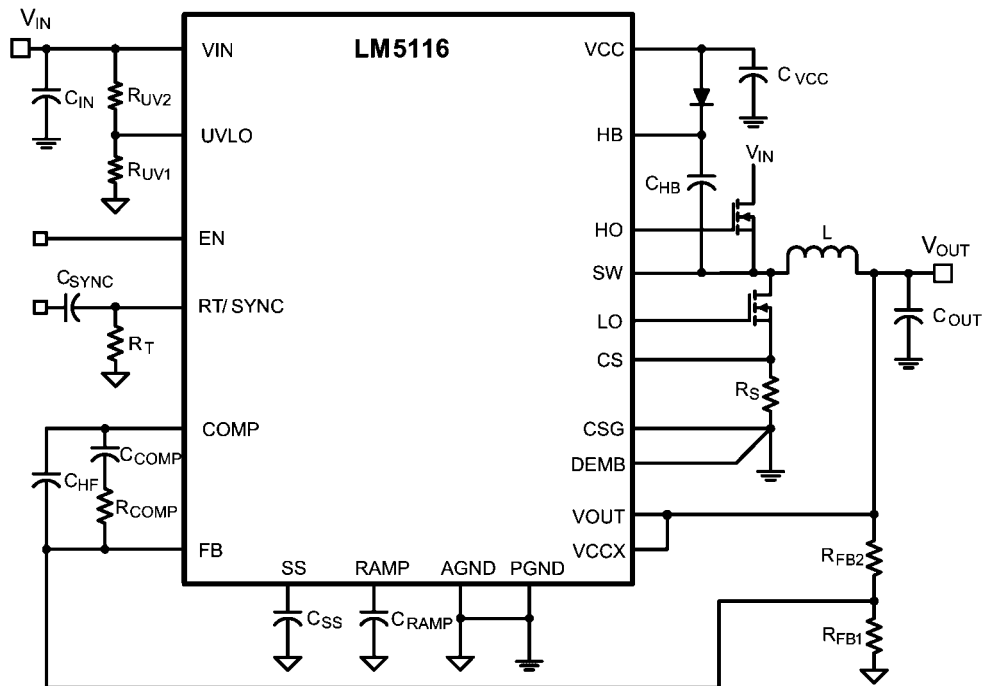 VIN
LM5116
VIN
VCC
CVCC
CIN
RUV2
UVLO
HB
RUV1
CHB
VIN
EN
HO
L
VOUT
CSYNC
SW
RT/SYNC
LO
COUT
RT
CS
RS
COMP
CSG
CCOMP
DEMB
CHF
RCOMP
VOUT
FB
VCCX
RFB2
SS
RAMP
AGND
PGND
CSS
CRAMP
RFB1